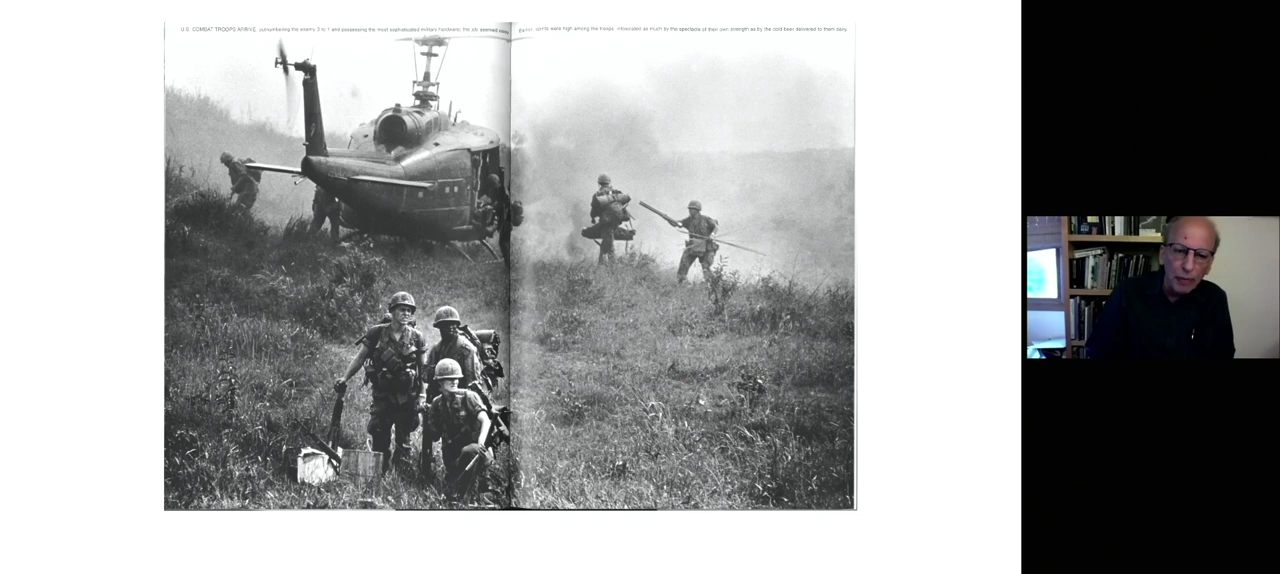 U.S. COMBAT TROOPS ARRIVE, outnumbering the enemy 3 to 1 and possessing the most sophisticated military hardware; the job seemed easy.
Earlier, spirits were high among the troops, intoxicated as much by the spectacle of their own strength as by the cold beer delivered to them daily.